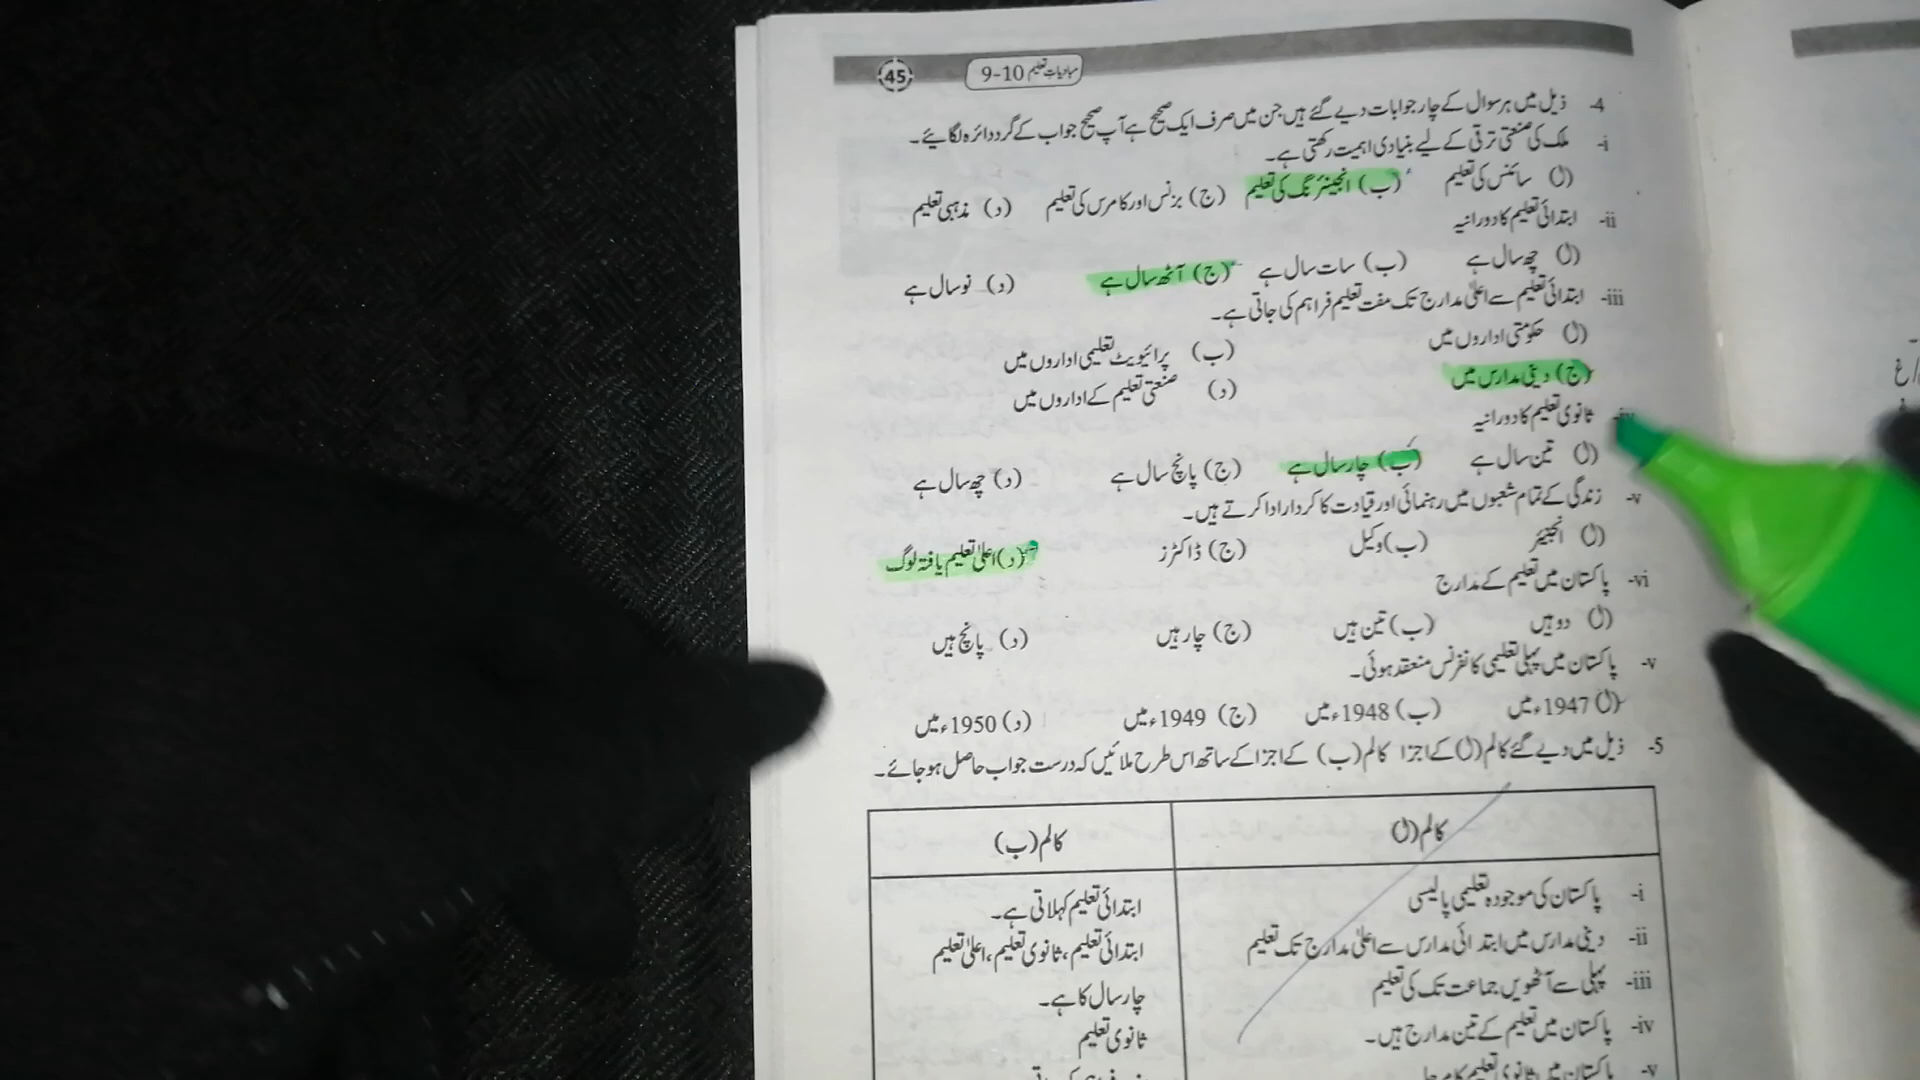 45
مبادیات تعلیم 10-9
4- ذیل میں ہر سوال کے چار جوابات دیے گئے ہیں جن میں صرف ایک صحیح ہے آپ صحیح جواب کے گرد دائرہ لگائیے۔
i- ملک کی صنعتی ترقی کے لیے بنیادی اہمیت رکھتی ہے۔
(ا) سائنس کی تعلیم (ب) انجینئرنگ کی تعلیم (ج) بزنس اور کامرس کی تعلیم (د) مذہبی تعلیم
ii- ابتدائی تعلیم کا دورانیہ
(ا) چھ سال ہے (ب) سات سال ہے (ج) آٹھ سال ہے (د) نو سال ہے
iii- ابتدائی تعلیم سے اعلیٰ مدارج تک مفت تعلیم فراہم کی جاتی ہے۔
(ا) حکومتی اداروں میں (ب) پرائیویٹ تعلیمی اداروں میں
(ج) دینی مدارس میں (د) صنعتی تعلیم کے اداروں میں
iv- ثانوی تعلیم کا دورانیہ
(ا) تین سال ہے (ب) چار سال ہے (ج) پانچ سال ہے (د) چھ سال ہے
v- زندگی کے تمام شعبوں میں رہنمائی اور قیادت کا کردار ادا کرتے ہیں۔
(ا) انجینئر (ب) وکیل (ج) ڈاکٹرز (د) اعلیٰ تعلیم یافتہ لوگ
vi- پاکستان میں تعلیم کے مدارج
(ا) دو ہیں (ب) تین ہیں (ج) چار ہیں (د) پانچ ہیں
v- پاکستان میں پہلی تعلیمی کانفرنس منعقد ہوئی۔
(ا) 1947ء میں (ب) 1948ء میں (ج) 1949ء میں (د) 1950ء میں
5- ذیل میں دیے گئے کالم (ا) کے اجزا کالم (ب) کے اجزا کے ساتھ اس طرح ملائیں کہ درست جواب حاصل ہو جائے۔
کالم (ا) کالم (ب)
i- پاکستان کی موجودہ تعلیمی پالیسی ابتدائی تعلیم کہلاتی ہے۔
ii- دینی مدارس میں ابتدائی مدارس سے اعلیٰ مدارج تک تعلیم ابتدائی تعلیم، ثانوی تعلیم، اعلیٰ تعلیم
iii- پہلی سے آٹھویں جماعت تک کی تعلیم چار سال کا ہے۔
iv- پاکستان میں تعلیم کے تین مدارج ہیں۔ ثانوی تعلیم
v- پاکستان میں ثانوی تعلیم کا